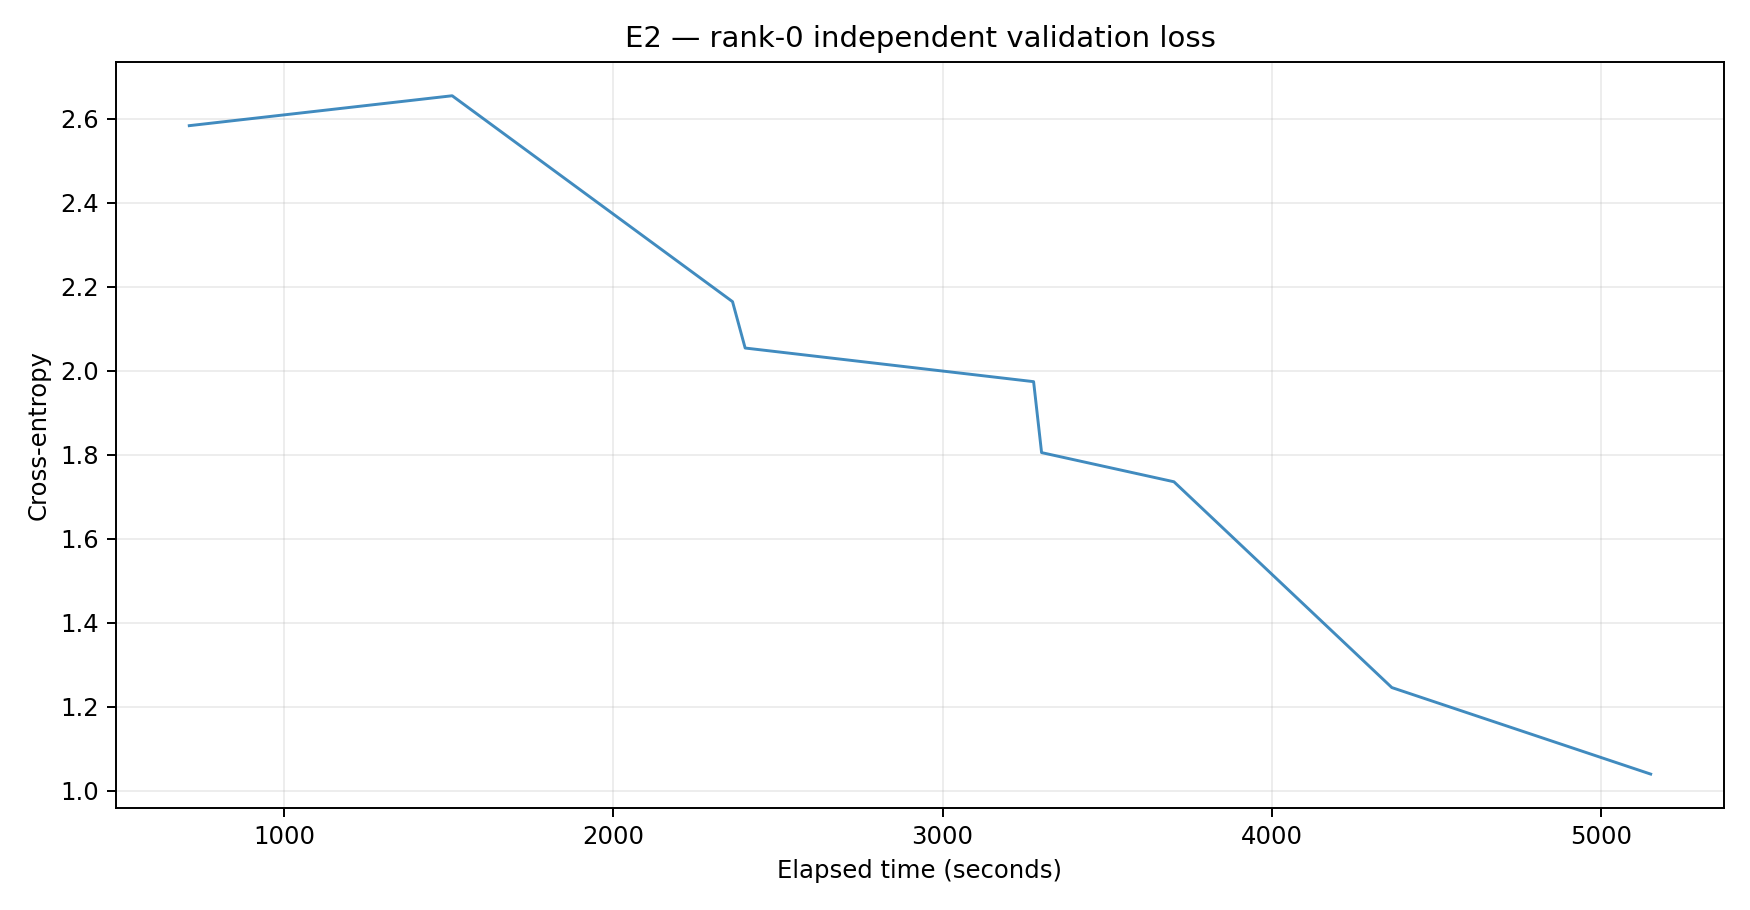 E2 — rank-0 independent validation loss
Cross-entropy
2.6
2.4
2.2
2.0
1.8
1.6
1.4
1.2
1.0
1000 2000 3000 4000 5000
Elapsed time (seconds)